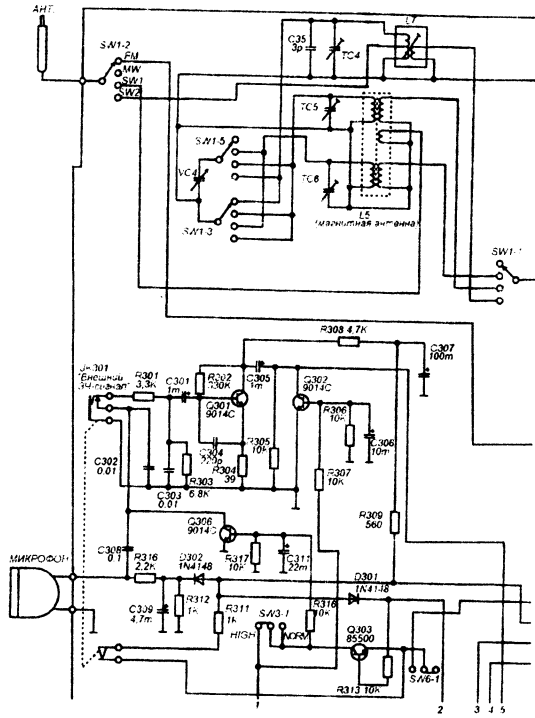 АНТ.
SW1-2
FM
MW
SW1
SW2
C35
3p
TC4
L7
TC5
SW1-5
VC4
TC6
SW1-3
L5
(магнитная антенна)
SW1-1
R308 4,7K
C307
100m
JK301
"Внешний
ЗЧ-сигнал"
R301
3,3K
C301
1m
R302
330K
C305
1m
Q301
9014C
Q302
9014C
R306
10K
C306
10m
C304
220p
R304
39
R305
10K
R307
10K
C302
0.01
C303
0.01
R303
6.8K
R309
560
Q306
9014C
C308
0.1
МИКРОФОН
R316
2,2K
D302
1N4148
R317
10K
C311
22m
D301
1N4148
C309
4,7m
R312
1K
R311
1K
SW3-1
HIGH
NORM
R316
10K
Q303
85500
SW6-1
R313 10K
1
2
3
4
5